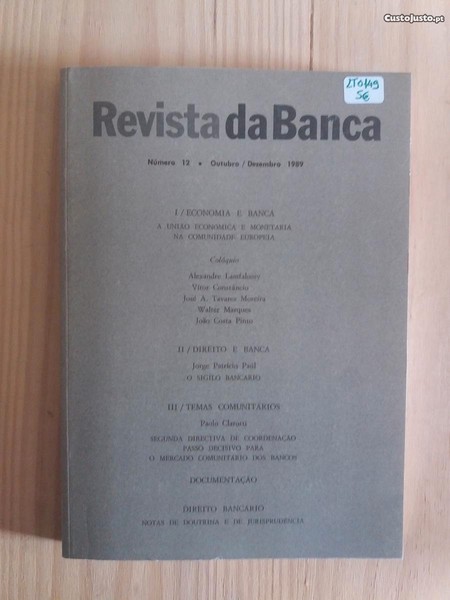 CustoJusto.pt
LT0149
5€
Revista da Banca
Número 12 • Outubro / Dezembro 1989
I / ECONOMIA E BANCA
A UNIÃO ECONÓMICA E MONETÁRIA
NA COMUNIDADE EUROPEIA
Colóquio
Alexandre Lamfalussy
Vítor Constâncio
José A. Tavares Moreira
Walter Marques
João Costa Pinto
II / DIREITO E BANCA
Jorge Patrício Paúl
O SIGILO BANCÁRIO
III / TEMAS COMUNITÁRIOS
Paolo Clarotti
SEGUNDA DIRECTIVA DE COORDENAÇÃO
PASSO DECISIVO PARA
O MERCADO COMUNITÁRIO DOS BANCOS
DOCUMENTAÇÃO
DIREITO BANCÁRIO
NOTAS DE DOUTRINA E DE JURISPRUDÊNCIA